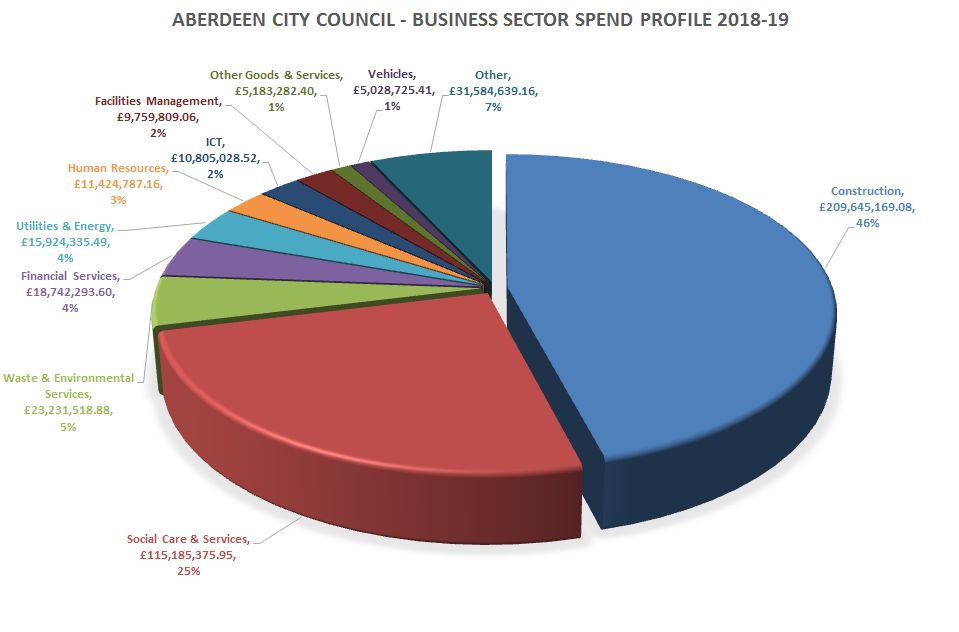 ABERDEEN CITY COUNCIL - BUSINESS SECTOR SPEND PROFILE 2018-19
Other Goods & Services,
£5,183,282.40,
1%
Vehicles,
£5,028,725.41,
1%
Other,
£31,584,639.16,
7%
Facilities Management,
£9,759,809.06,
2%
ICT,
£10,805,028.52,
2%
Human Resources,
£11,424,787.16,
3%
Construction,
£209,645,169.08,
46%
Utilities & Energy,
£15,924,335.49,
4%
Financial Services,
£18,742,293.60,
4%
Waste & Environmental
Services,
£23,231,518.88,
5%
Social Care & Services,
£115,185,375.95,
25%